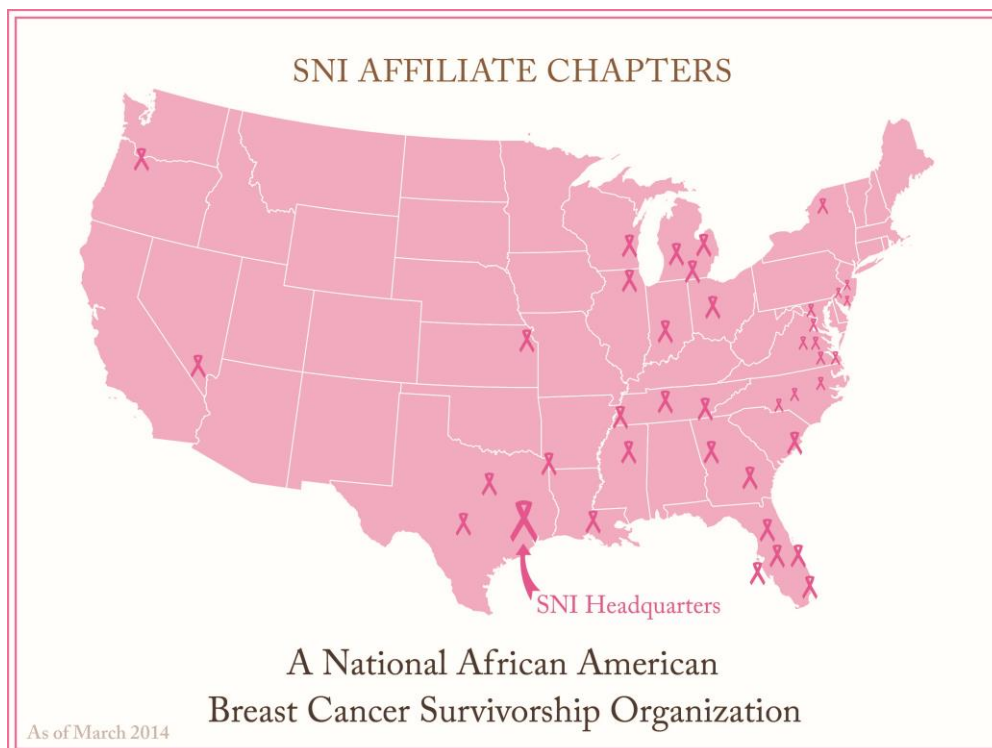 SNI AFFILIATE CHAPTERS
SNI Headquarters
A National African American
Breast Cancer Survivorship Organization
As of March 2014